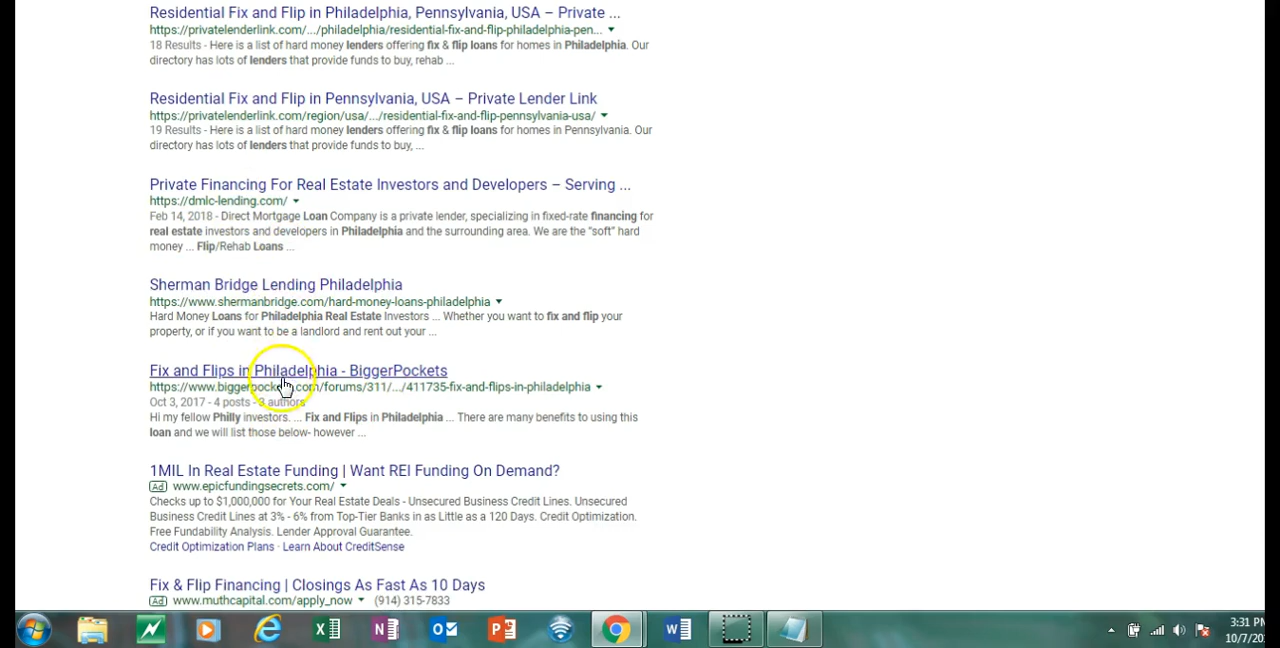 Residential Fix and Flip in Philadelphia, Pennsylvania, USA – Private ...
https://privatelenderlink.com/.../philadelphia/residential-fix-and-flip-philadelphia-pen...
18 Results - Here is a list of hard money lenders offering fix & flip loans for homes in Philadelphia. Our
directory has lots of lenders that provide funds to buy, rehab ...
Residential Fix and Flip in Pennsylvania, USA – Private Lender Link
https://privatelenderlink.com/region/usa/.../residential-fix-and-flip-pennsylvania-usa/
19 Results - Here is a list of hard money lenders offering fix & flip loans for homes in Pennsylvania. Our
directory has lots of lenders that provide funds to buy, ...
Private Financing For Real Estate Investors and Developers – Serving ...
https://dmlc-lending.com/
Feb 14, 2018 - Direct Mortgage Loan Company is a private lender, specializing in fixed-rate financing for
real estate investors and developers in Philadelphia and the surrounding area. We are the "soft" hard
money ... Flip/Rehab Loans ...
Sherman Bridge Lending Philadelphia
https://www.shermanbridge.com/hard-money-loans-philadelphia
Hard Money Loans for Philadelphia Real Estate Investors ... Whether you want to fix and flip your
property, or if you want to be a landlord and rent out your ...
Fix and Flips in Philadelphia - BiggerPockets
https://www.biggerpockets.com/forums/311/.../411735-fix-and-flips-in-philadelphia
Oct 3, 2017 - 4 posts - 3 authors
Hi my fellow Philly investors. ... Fix and Flips in Philadelphia ... There are many benefits to using this
loan and we will list those below- however ...
1MIL In Real Estate Funding | Want REI Funding On Demand?
Ad www.epicfundingsecrets.com/
Checks up to $1,000,000 for Your Real Estate Deals - Unsecured Business Credit Lines. Unsecured
Business Credit Lines at 3% - 6% from Top-Tier Banks in as Little as a 120 Days. Credit Optimization.
Free Fundability Analysis. Lender Approval Guarantee.
Credit Optimization Plans · Learn About CreditSense
Fix & Flip Financing | Closings As Fast As 10 Days
Ad www.muthcapital.com/apply_now (914) 315-7833
3:31 PM
10/7/20